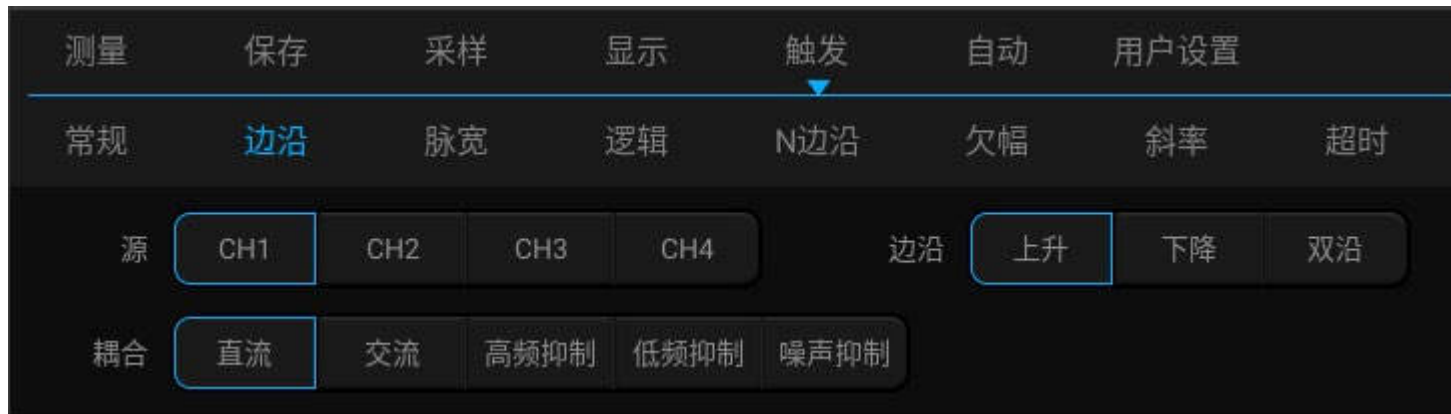 测量 保存 采样 显示 触发 自动 用户设置
常规 边沿 脉宽 逻辑 N边沿 欠幅 斜率 超时
源 CH1 CH2 CH3 CH4 边沿 上升 下降 双沿
耦合 直流 交流 高频抑制 低频抑制 噪声抑制